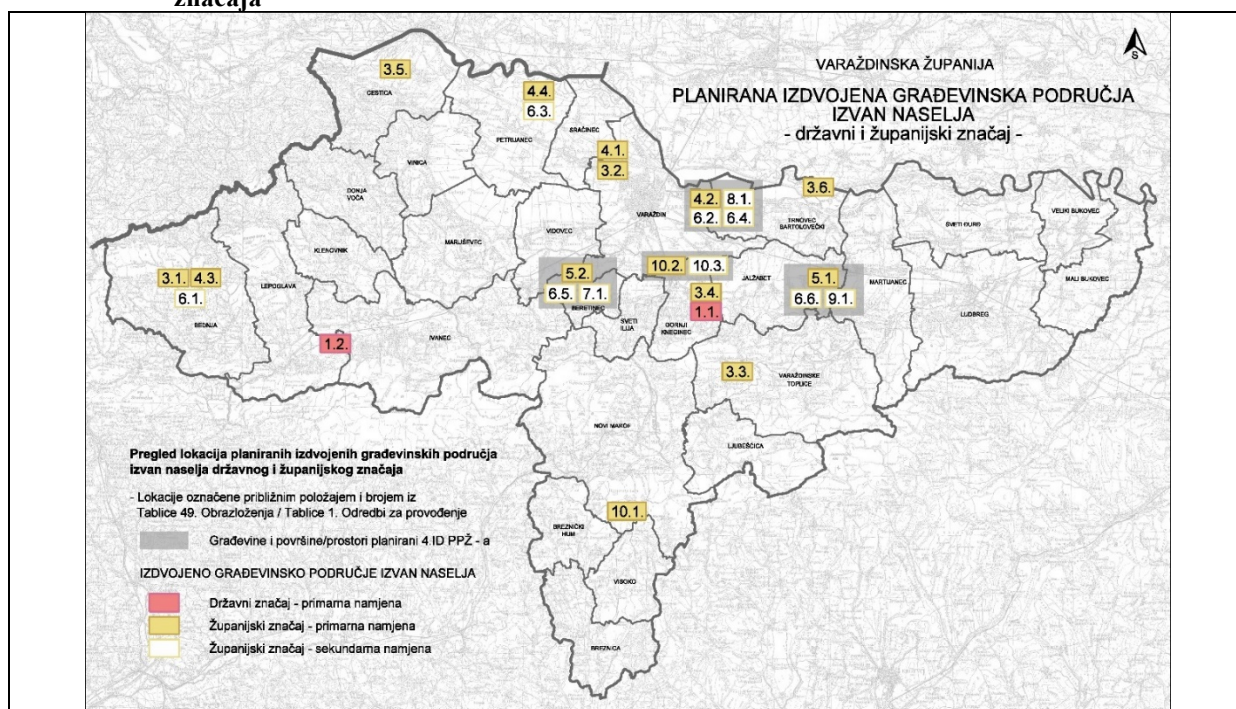 značaja
S
VARAŽDINSKA ŽUPANIJA
PLANIRANA IZDVOJENA GRAĐEVINSKA PODRUČJA
IZVAN NASELJA
- državni i županijski značaj -
3.5.
CESTICA
4.4.
6.3.
PETRIJANEC
SRAČINEC
4.1.
3.2.
VINICA
DONJA
VOĆA
VARAŽDIN
4.2. 8.1.
6.2. 6.4.
3.6.
TRNOVEC
BARTOLOVEČKI
SVETI ĐURĐ
VELIKI BUKOVEC
MALI BUKOVEC
KLENOVNIK
MARUŠEVEC
VIDOVEC
3.1. 4.3.
6.1.
BEDNJA
LEPOGLAVA
5.2.
6.5. 7.1.
BERETINEC
SVETI
ILIJA
10.2. 10.3.
JALŽABET
3.4.
1.1.
GORNJI
KNEGINEC
5.1.
6.6. 9.1.
MARTIJANEC
LUDBREG
1.2.
IVANEC
3.3.
VARAŽDINSKE
TOPLICE
NOVI MAROF
LJUBEŠĆICA
10.1.
BREZNIČKI
HUM
VISOKO
BREZNICA
Pregled lokacija planiranih izdvojenih građevinskih područja
izvan naselja državnog i županijskog značaja
- Lokacije označene približnim položajem i brojem iz
Tablice 49. Obrazloženja / Tablice 1. Odredbi za provođenje
Građevine i površine/prostori planirani 4.ID PPŽ - a
IZDVOJENO GRAĐEVINSKO PODRUČJE IZVAN NASELJA
Državni značaj - primarna namjena
Županijski značaj - primarna namjena
Županijski značaj - sekundarna namjena